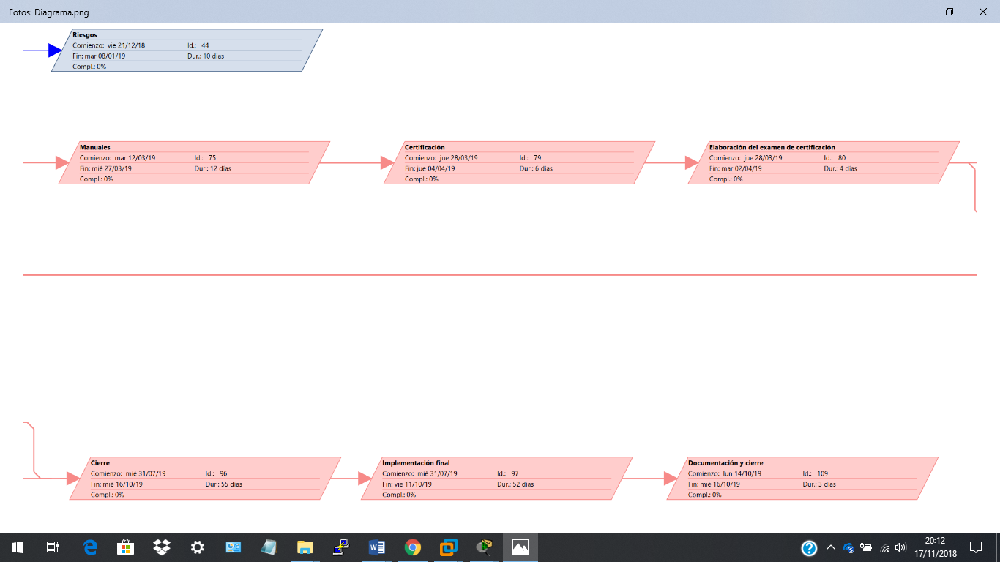 Fotos: Diagrama.png
Riesgos
Comienzo: vie 21/12/18 Id.: 44
Fin: mar 08/01/19 Dur.: 10 días
Compl.: 0%
Manuales
Comienzo: mar 12/03/19 Id.: 75
Fin: mié 27/03/19 Dur.: 12 días
Compl.: 0%
Certificación
Comienzo: jue 28/03/19 Id.: 79
Fin: jue 04/04/19 Dur.: 6 días
Compl.: 0%
Elaboración del examen de certificación
Comienzo: jue 28/03/19 Id.: 80
Fin: mar 02/04/19 Dur.: 4 días
Compl.: 0%
Cierre
Comienzo: mié 31/07/19 Id.: 96
Fin: mié 16/10/19 Dur.: 55 días
Compl.: 0%
Implementación final
Comienzo: mié 31/07/19 Id.: 97
Fin: vie 11/10/19 Dur.: 52 días
Compl.: 0%
Documentación y cierre
Comienzo: lun 14/10/19 Id.: 109
Fin: mié 16/10/19 Dur.: 3 días
Compl.: 0%
20:12
17/11/2018